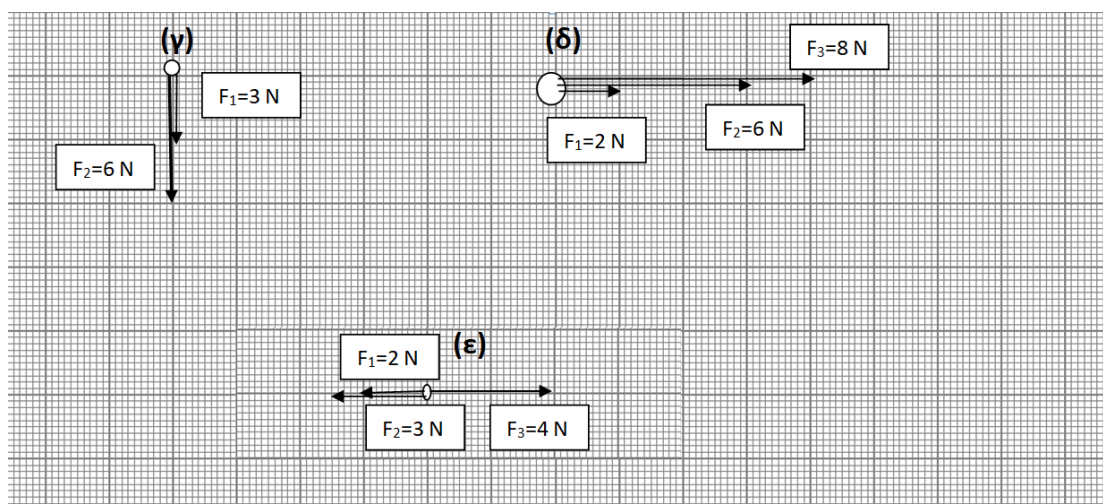 (γ)
(δ)
F₃=8 N
F₁=3 N
F₁=2 N
F₂=6 N
F₂=6 N
(ε)
F₁=2 N
F₂=3 N
F₃=4 N